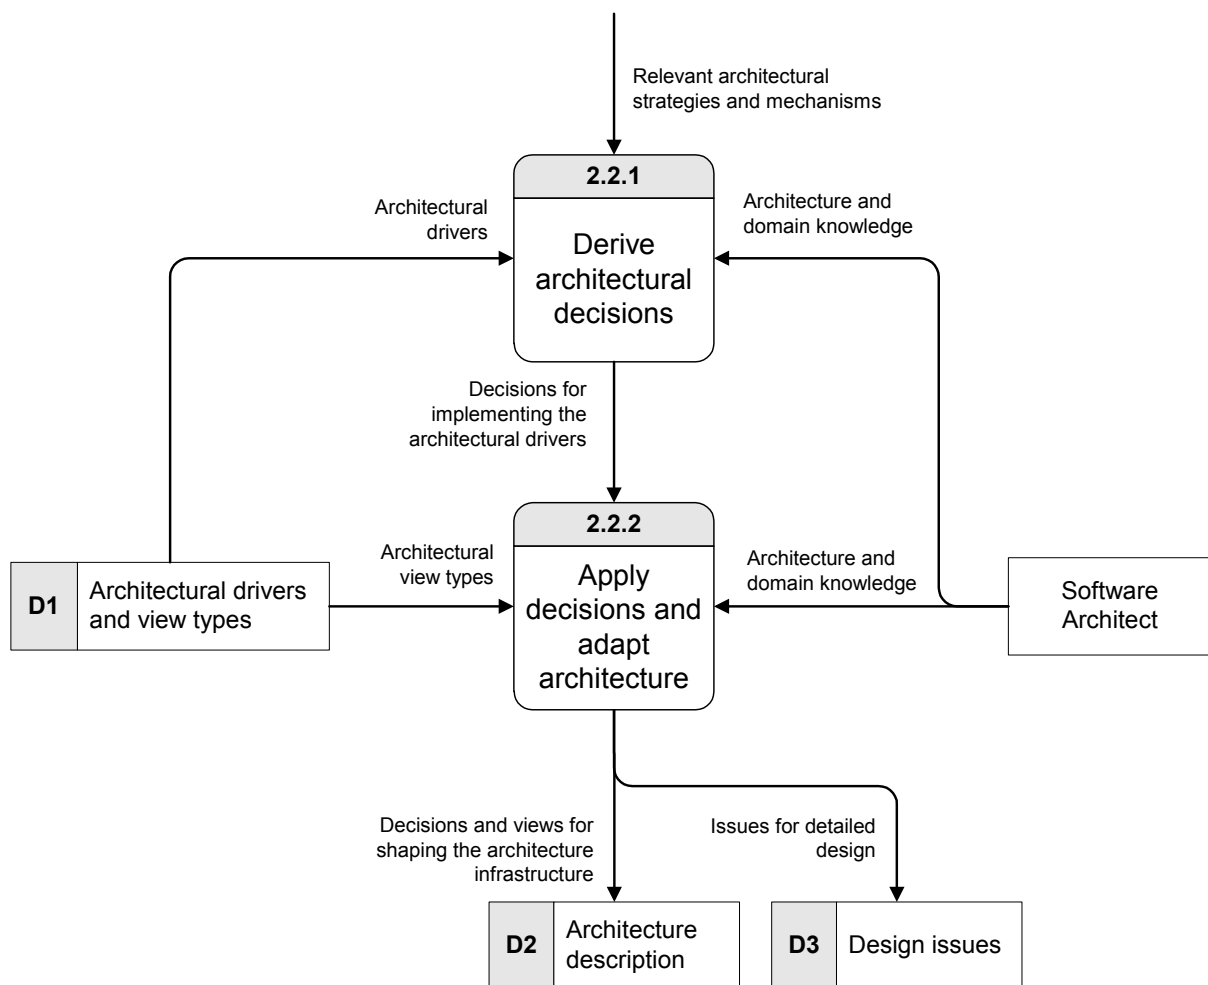 Relevant architectural
strategies and mechanisms
2.2.1
Derive
architectural
decisions
Architectural
drivers
Architecture and
domain knowledge
Decisions for
implementing the
architectural drivers
2.2.2
Apply
decisions and
adapt
architecture
Architectural
view types
Architecture and
domain knowledge
D1
Architectural drivers
and view types
Software
Architect
Decisions and views for
shaping the architecture
infrastructure
Issues for detailed
design
D2
Architecture
description
D3
Design issues